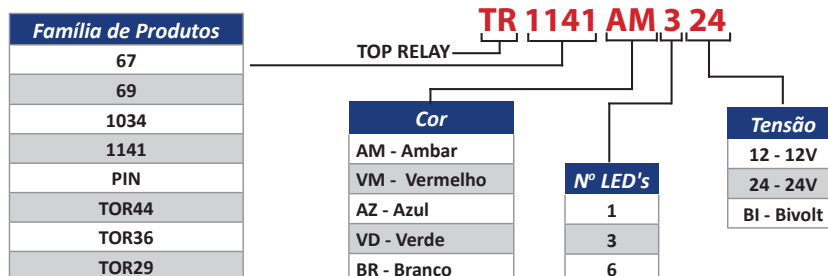 TR 1141 AM 3 24
TOP RELAY
Família de Produtos
67
69
1034
1141
PIN
TOR44
TOR36
TOR29
Cor
AM - Ambar
VM - Vermelho
AZ - Azul
VD - Verde
BR - Branco
Nº LED's
1
3
6
Tensão
12 - 12V
24 - 24V
BI - Bivolt